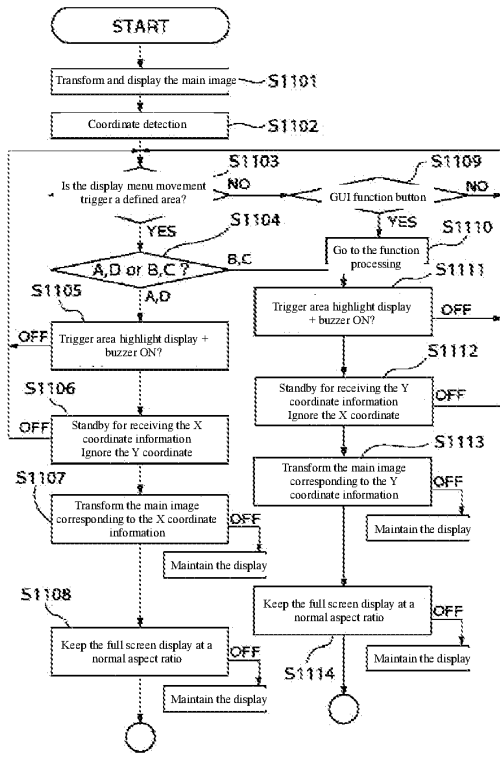 START
Transform and display the main image
S1101
Coordinate detection
S1102
S1103
Is the display menu movement
trigger a defined area?
NO
YES
S1109
GUI function button
NO
YES
S1104
A,D or B,C ?
B,C
A,D
S1110
Go to the function
processing
S1105
Trigger area highlight display +
buzzer ON?
OFF
S1111
Trigger area highlight display
+ buzzer ON?
OFF
S1106
Standby for receiving the X
coordinate information
Ignore the Y coordinate
OFF
S1112
Standby for receiving the Y
coordinate information
Ignore the X coordinate
OFF
S1107
Transform the main image
corresponding to the X coordinate
information
OFF
Maintain the display
S1113
Transform the main image
corresponding to the Y
coordinate information
OFF
Maintain the display
S1108
Keep the full screen display at a
normal aspect ratio
OFF
Maintain the display
Keep the full screen display at a
normal aspect ratio
OFF
S1114
Maintain the display